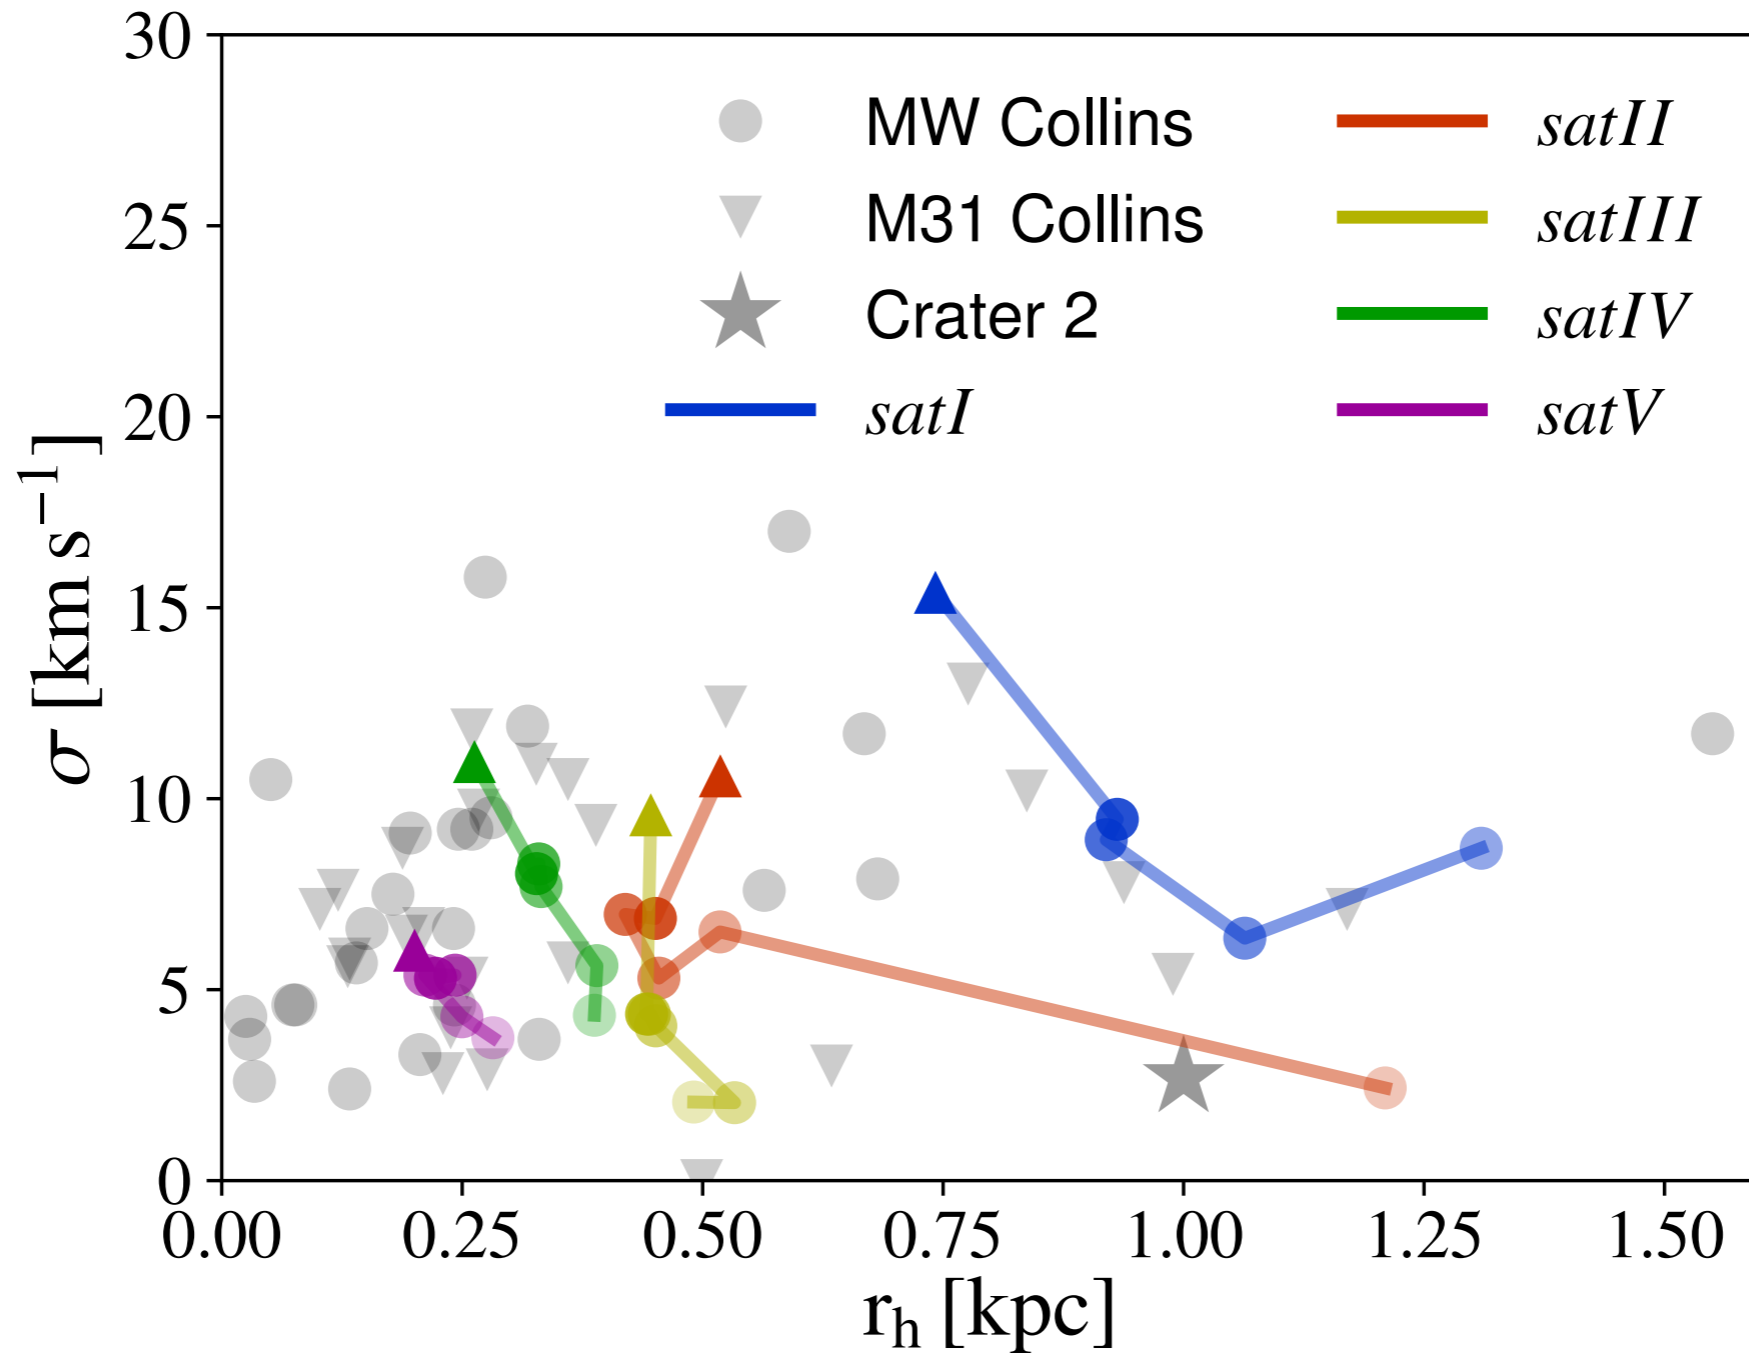 30
25
20
15
10
5
0
σ [km s⁻¹]
MW Collins
M31 Collins
Crater 2
satI
satII
satIII
satIV
satV
0.00 0.25 0.50 0.75 1.00 1.25 1.50
r_h [kpc]